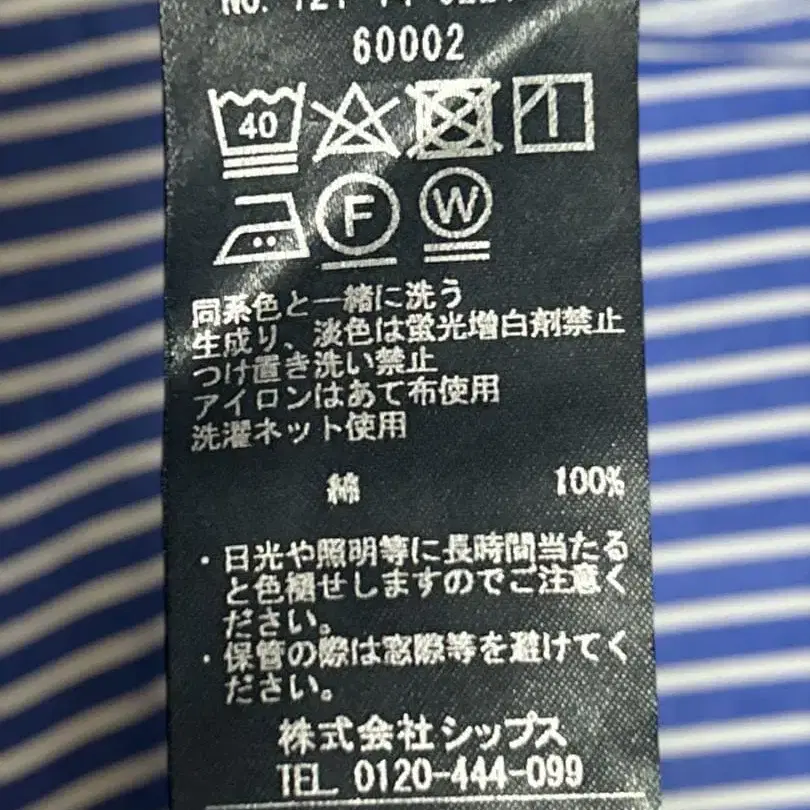 60002
40
F W
同系色と一緒に洗う
生成り、淡色は蛍光増白剤禁止
つけ置き洗い禁止
アイロンはあて布使用
洗濯ネット使用
綿 100%
・日光や照明等に長時間当たる
と色褪せしますのでご注意く
ださい。
・保管の際は窓際等を避けてく
ださい。
株式会社シップス
TEL 0120-444-099